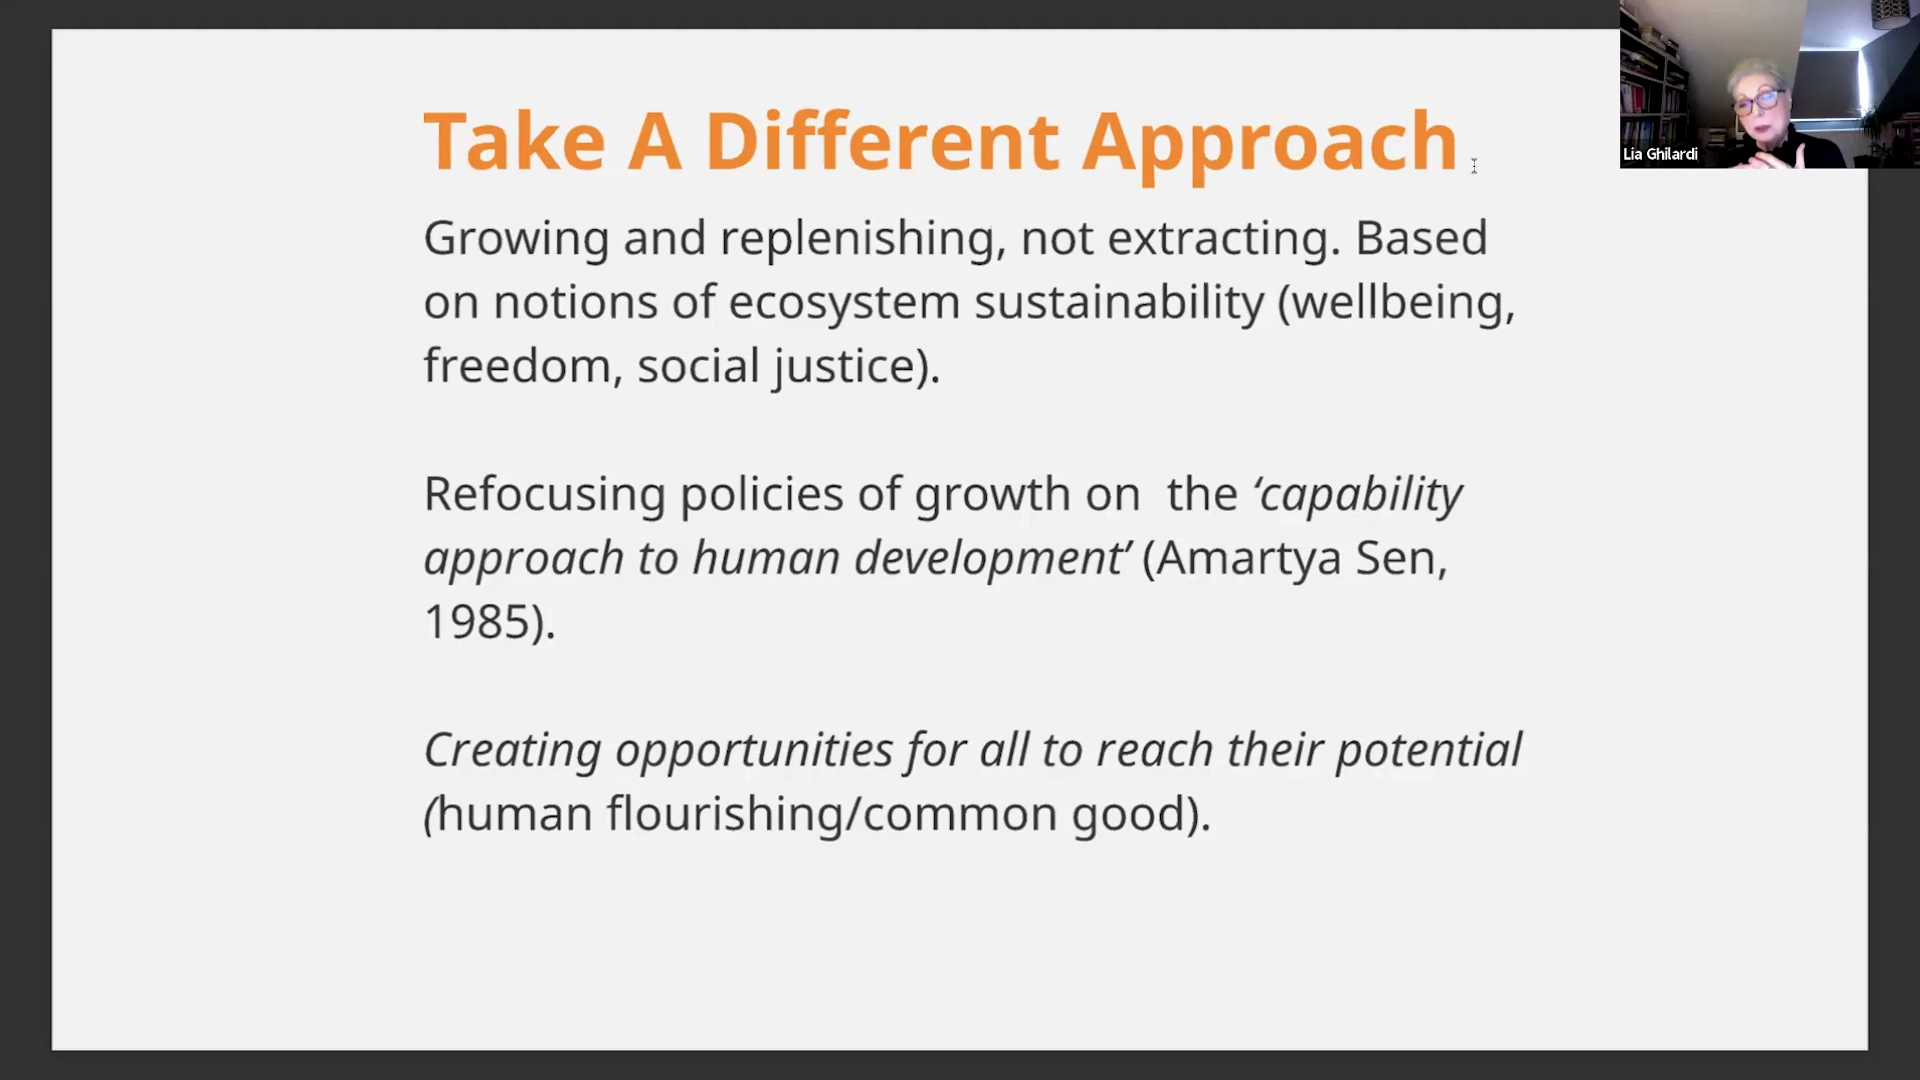 Take A Different Approach
Growing and replenishing, not extracting. Based
on notions of ecosystem sustainability (wellbeing,
freedom, social justice).
Refocusing policies of growth on  the ‘capability
approach to human development’ (Amartya Sen,
1985).
Creating opportunities for all to reach their potential
(human flourishing/common good).
Lia Ghilardi